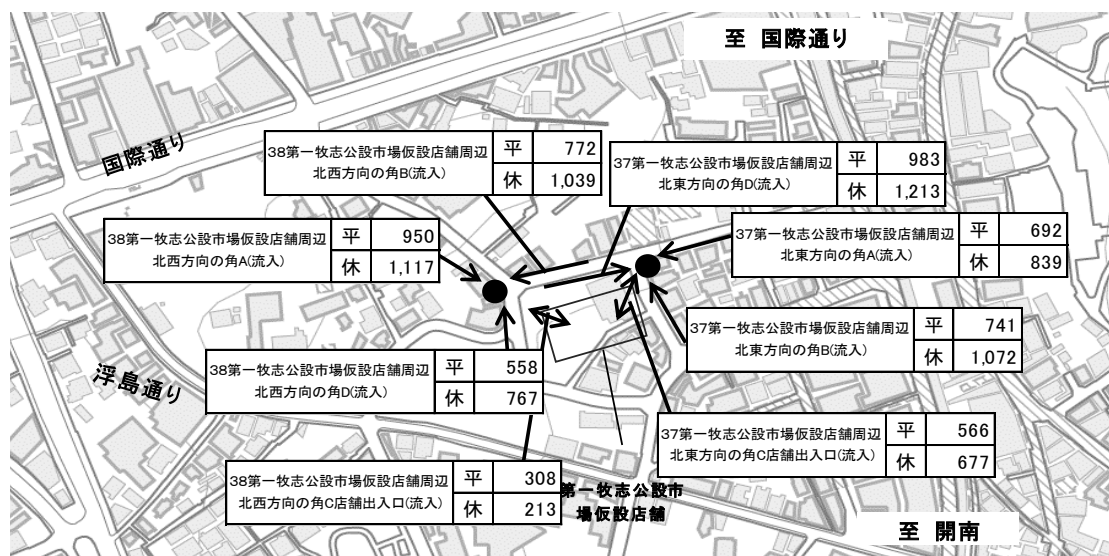 至 国際通り
国際通り
38第一牧志公設市場仮設店舗周辺
北西方向の角B(流入)
平 772
休 1,039
37第一牧志公設市場仮設店舗周辺
北東方向の角D(流入)
平 983
休 1,213
38第一牧志公設市場仮設店舗周辺
北西方向の角A(流入)
平 950
休 1,117
37第一牧志公設市場仮設店舗周辺
北東方向の角A(流入)
平 692
休 839
37第一牧志公設市場仮設店舗周辺
北東方向の角B(流入)
平 741
休 1,072
浮島通り
38第一牧志公設市場仮設店舗周辺
北西方向の角D(流入)
平 558
休 767
37第一牧志公設市場仮設店舗周辺
北東方向の角C店舗出入口(流入)
平 566
休 677
38第一牧志公設市場仮設店舗周辺
北西方向の角C店舗出入口(流入)
平 308
休 213
第一牧志公設市
場仮設店舗
至 開南